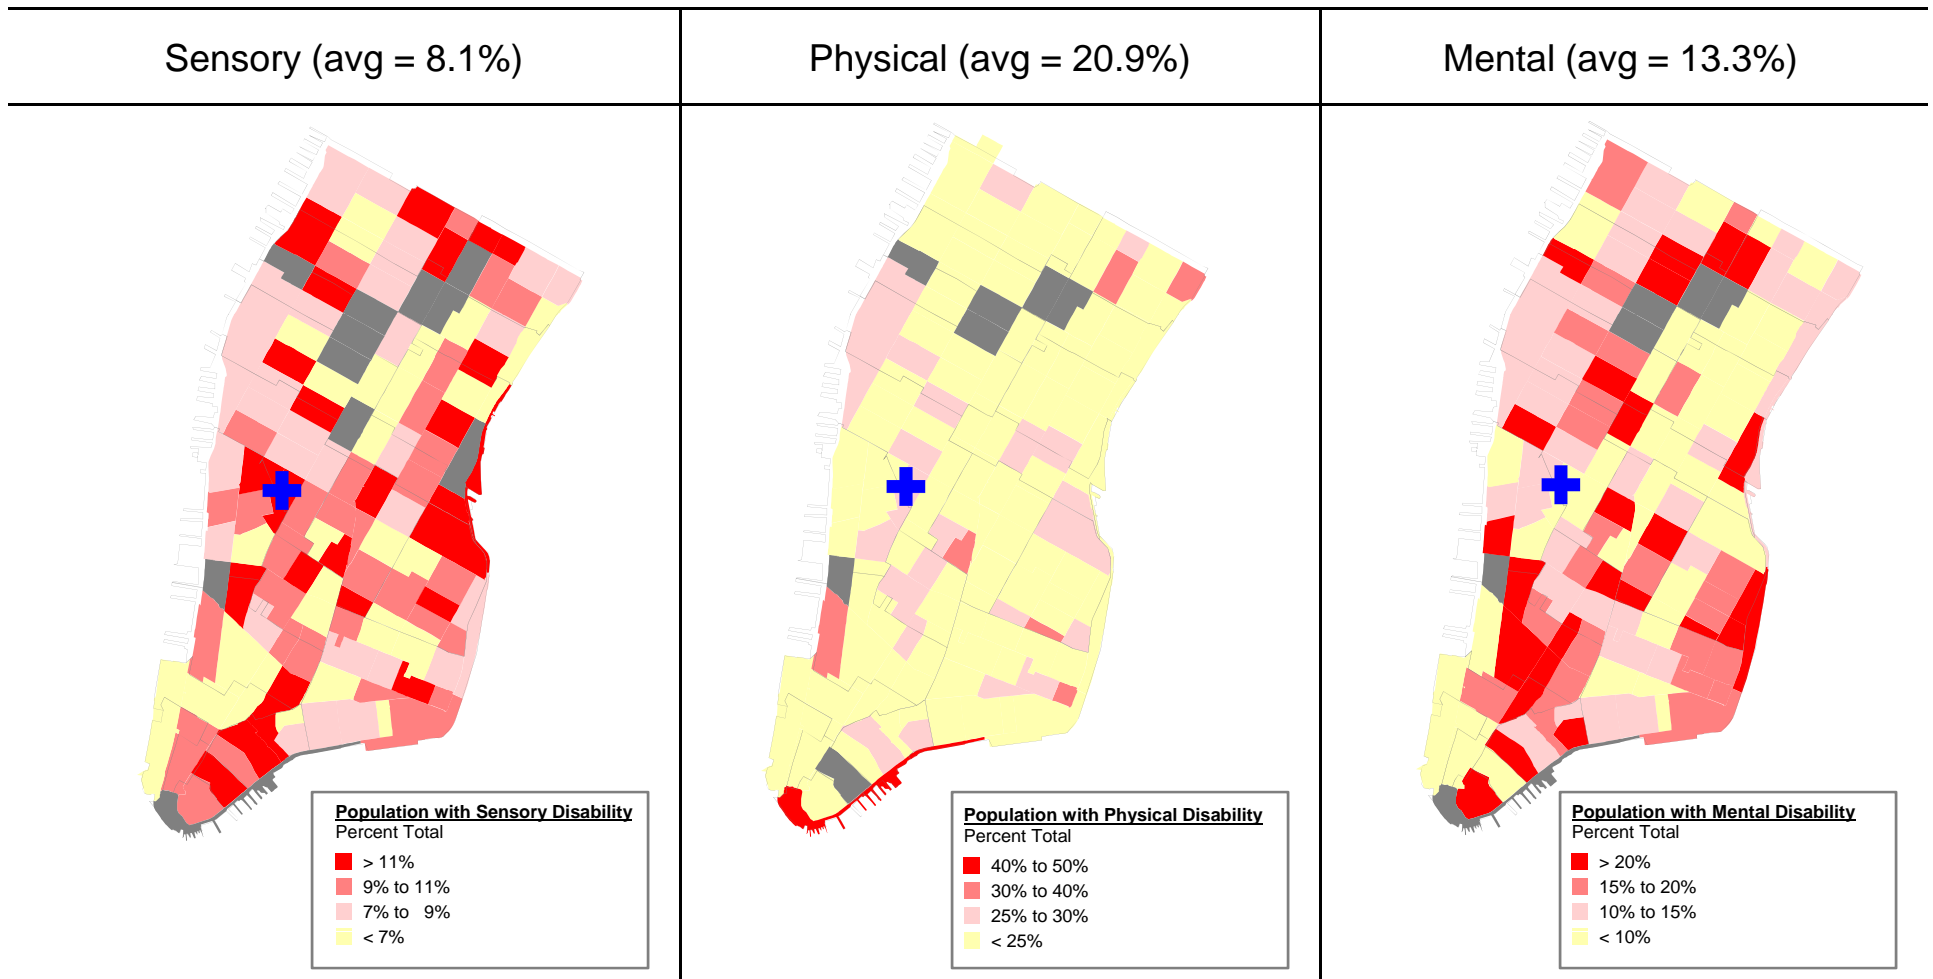 Sensory (avg = 8.1%)
Physical (avg = 20.9%)
Mental (avg = 13.3%)
Population with Sensory Disability
Percent Total
> 11%
9% to 11%
7% to 9%
< 7%
Population with Physical Disability
Percent Total
40% to 50%
30% to 40%
25% to 30%
< 25%
Population with Mental Disability
Percent Total
> 20%
15% to 20%
10% to 15%
< 10%